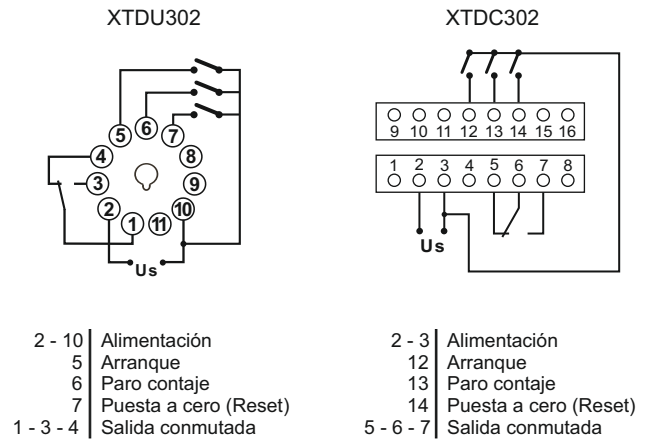 XTDU302
5 6 7
4 8
3 9
2 10
1 11
Us
2 - 10 Alimentación
5 Arranque
6 Paro contaje
7 Puesta a cero (Reset)
1 - 3 - 4 Salida conmutada
XTDC302
9 10 11 12 13 14 15 16
1 2 3 4 5 6 7 8
Us
2 - 3 Alimentación
12 Arranque
13 Paro contaje
14 Puesta a cero (Reset)
5 - 6 - 7 Salida conmutada